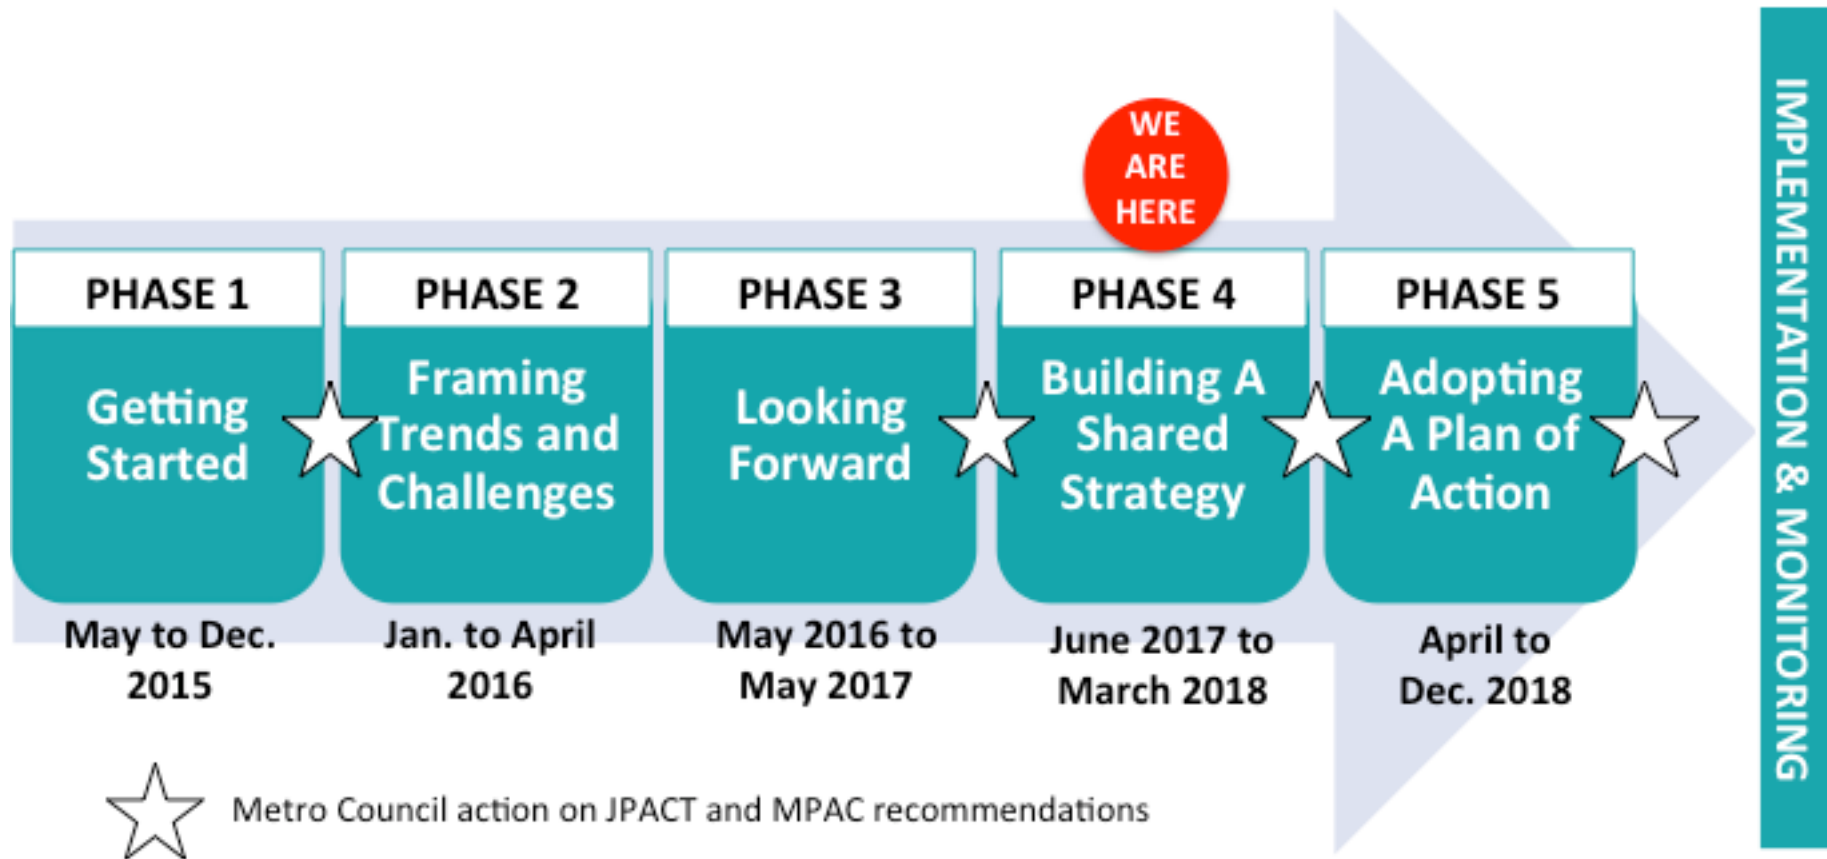 WE
ARE
HERE
PHASE 1
Getting
Started
May to Dec.
2015
PHASE 2
Framing
Trends and
Challenges
Jan. to April
2016
PHASE 3
Looking
Forward
May 2016 to
May 2017
PHASE 4
Building A
Shared
Strategy
June 2017 to
March 2018
PHASE 5
Adopting
A Plan of
Action
April to
Dec. 2018
IMPLEMENTATION & MONITORING
Metro Council action on JPACT and MPAC recommendations